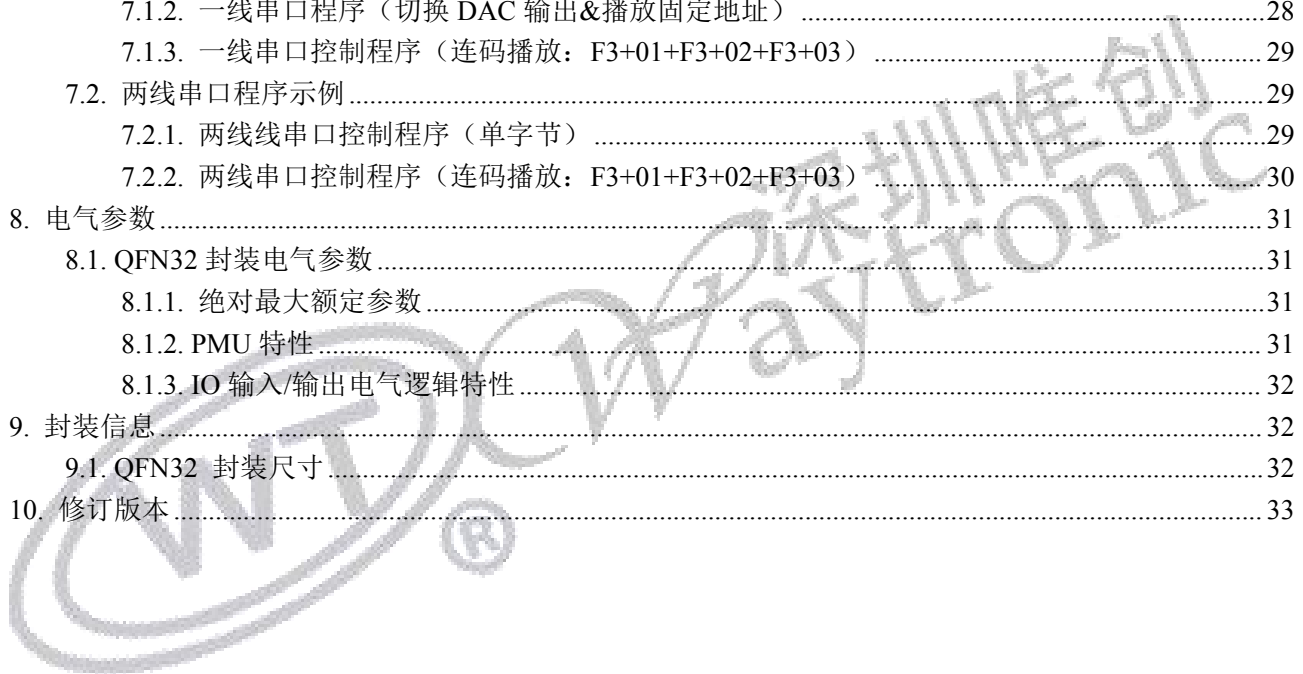 7.1.2. 一线串口程序（切换 DAC 输出&播放固定地址） ........ 28
7.1.3. 一线串口控制程序（连码播放：F3+01+F3+02+F3+03） ........ 29
7.2. 两线串口程序示例 ........ 29
7.2.1. 两线线串口控制程序（单字节） ........ 29
7.2.2. 两线串口控制程序（连码播放：F3+01+F3+02+F3+03） ........ 30
8. 电气参数 ........ 31
8.1. QFN32 封装电气参数 ........ 31
8.1.1. 绝对最大额定参数 ........ 31
8.1.2. PMU 特性 ........ 31
8.1.3. IO 输入/输出电气逻辑特性 ........ 32
9. 封装信息 ........ 32
9.1. QFN32 封装尺寸 ........ 32
10. 修订版本 ........ 33
WT
®
深圳唯创
Waytronic